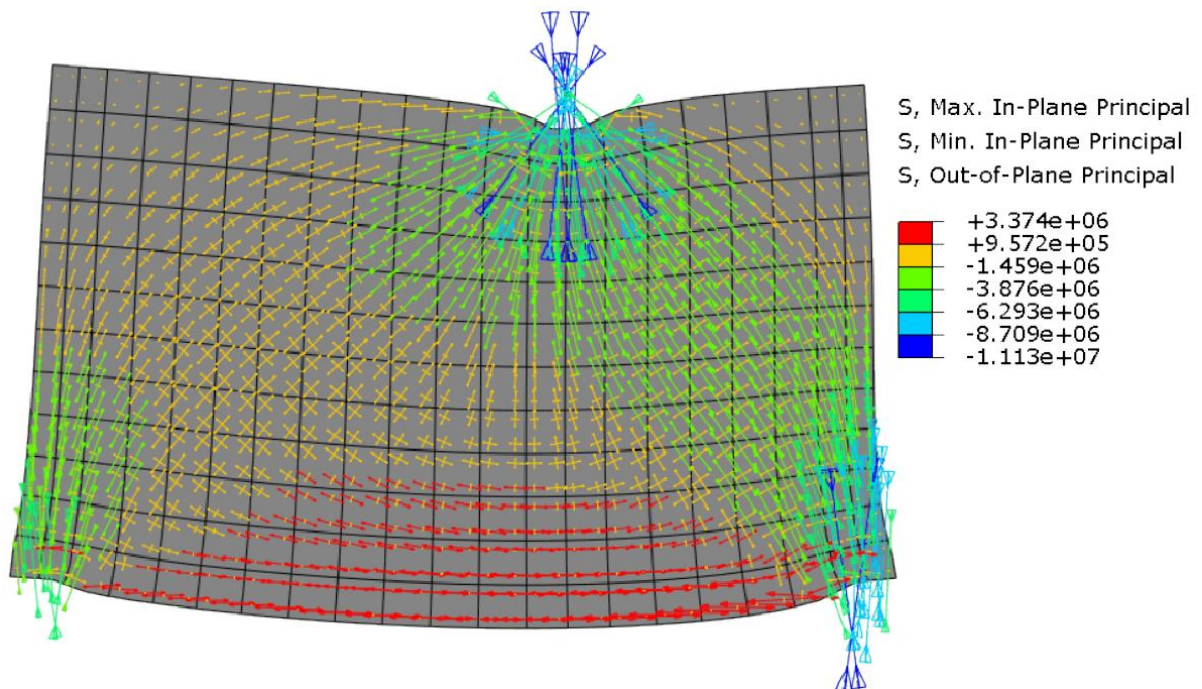 S, Max. In-Plane Principal
S, Min. In-Plane Principal
S, Out-of-Plane Principal
+3.374e+06
+9.572e+05
-1.459e+06
-3.876e+06
-6.293e+06
-8.709e+06
-1.113e+07